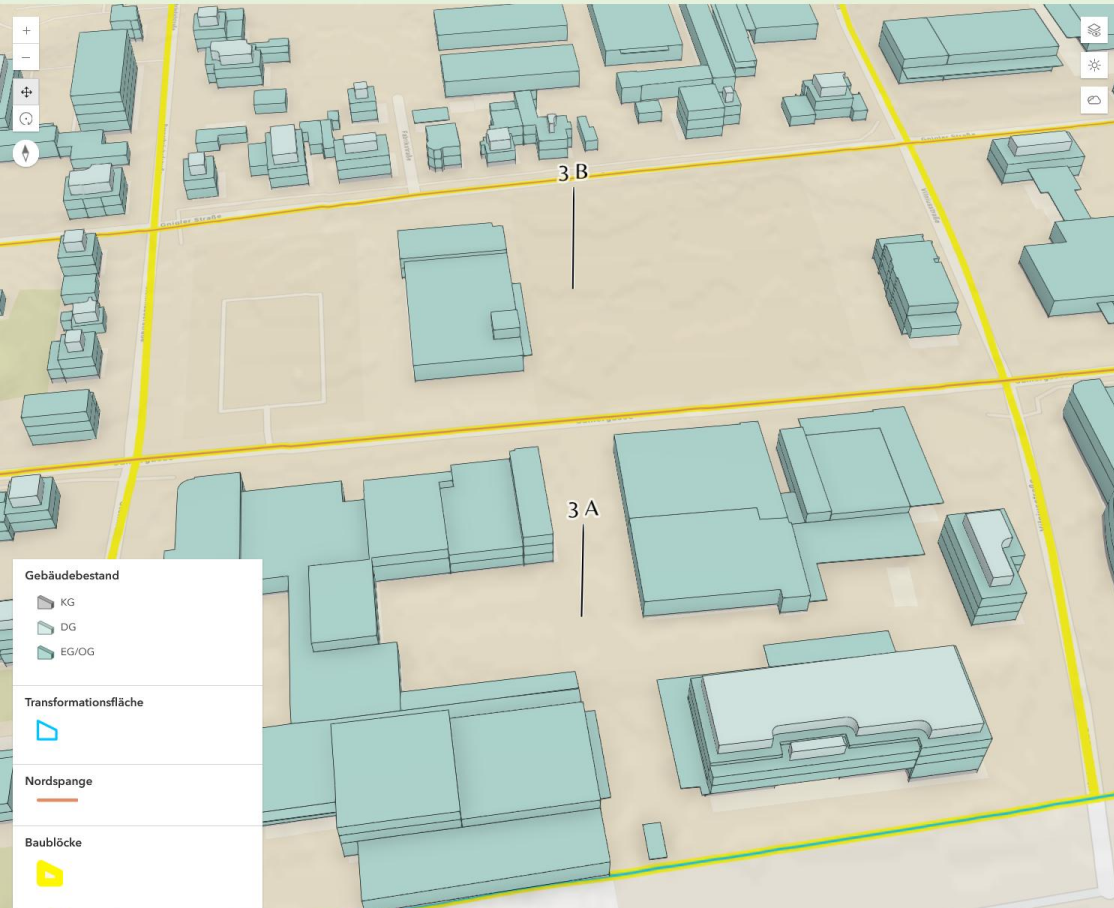 3 B
3 A
Gebäudebestand
KG
DG
EG/OG
Transformationsfläche
Nordspange
Baublöcke